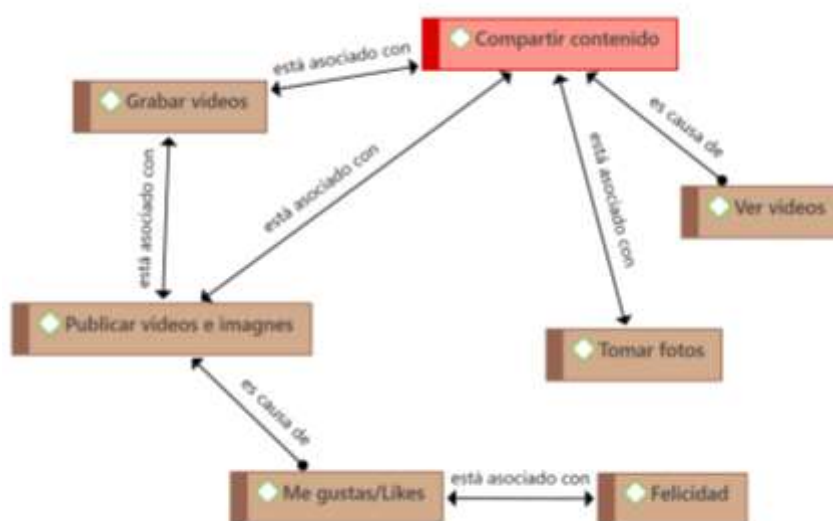 Compartir contenido
está asociado con
Grabar videos
es causa de
está asociado con
está asociado con
está asociado con
Ver videos
Publicar videos e imagnes
Tomar fotos
es causa de
Me gustas/Likes
está asociado con
Felicidad